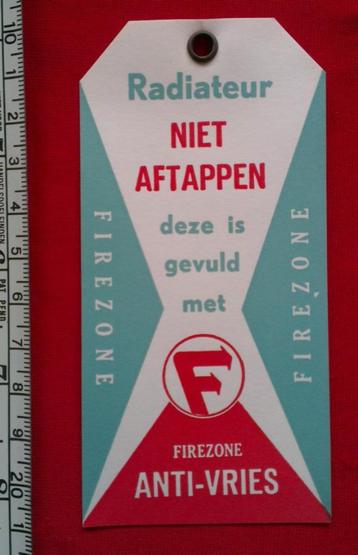 Radiateur
NIET
AFTAPPEN
deze is
gevuld
met
FIREZONE
FIREZONE
F
FIREZONE
ANTI-VRIES